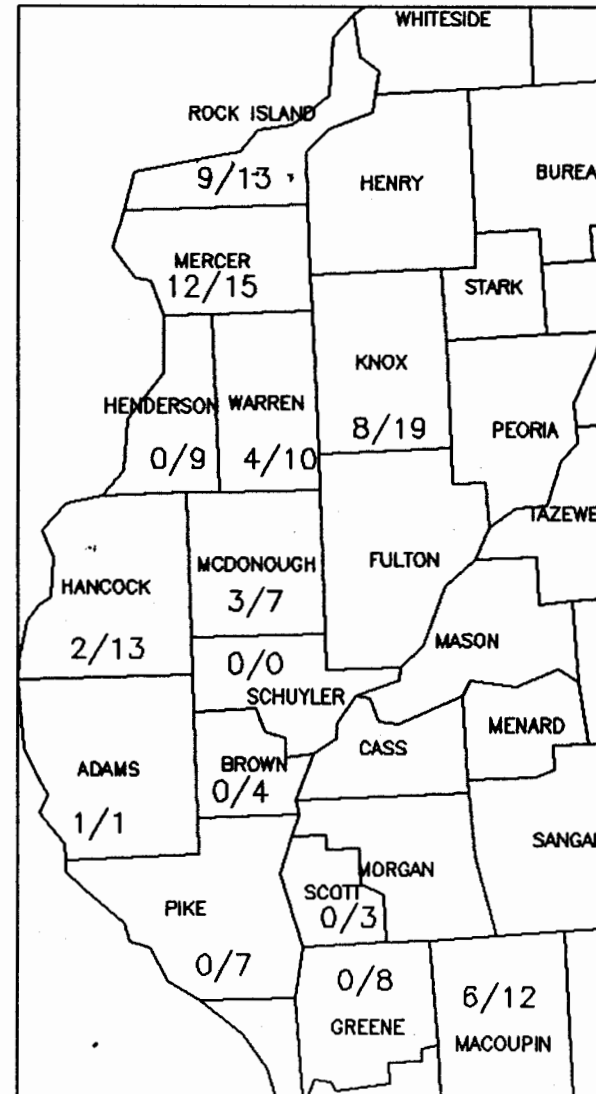 WHITESIDE
ROCK ISLAND
9/13
HENRY
BUREA
MERCER
12/15
STARK
KNOX
8/19
HENDERSON
0/9
WARREN
4/10
PEORIA
TAZEWE
HANCOCK
2/13
MCDONOUGH
3/7
FULTON
MASON
0/0
SCHUYLER
MENARD
CASS
ADAMS
1/1
BROWN
0/4
SANGA
MORGAN
SCOTT
0/3
PIKE
0/7
0/8
GREENE
6/12
MACOUPIN